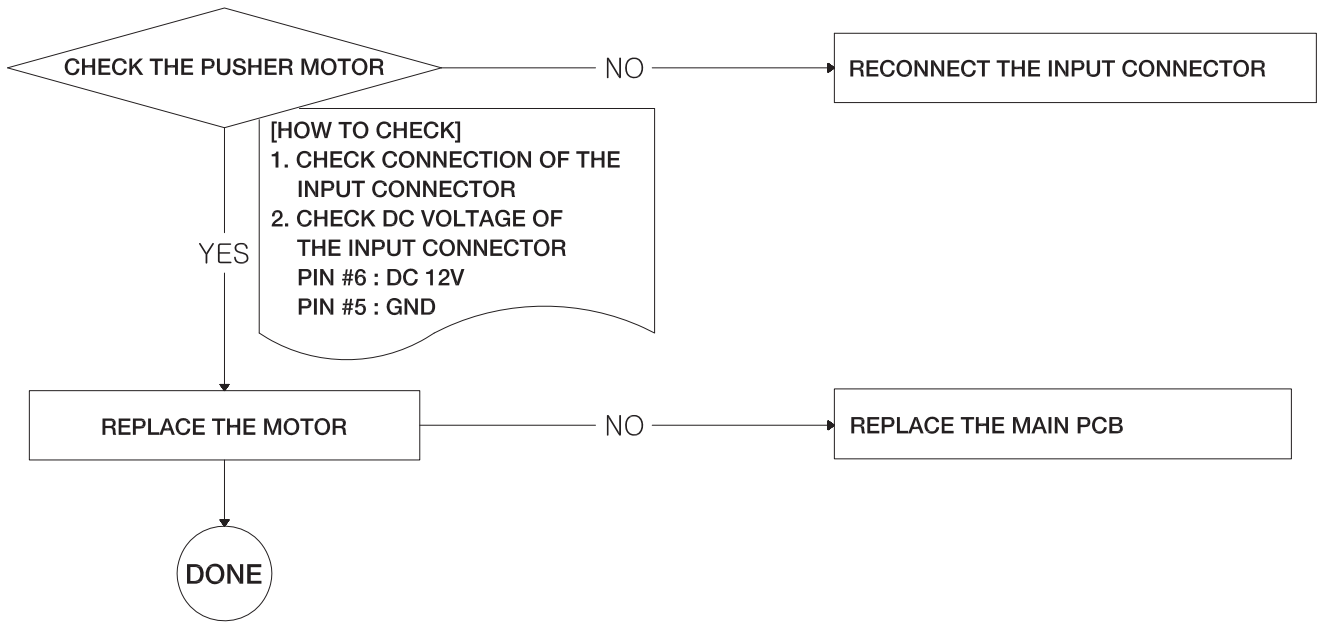 CHECK THE PUSHER MOTOR
NO
RECONNECT THE INPUT CONNECTOR
[HOW TO CHECK]
1. CHECK CONNECTION OF THE
INPUT CONNECTOR
2. CHECK DC VOLTAGE OF
THE INPUT CONNECTOR
PIN #6 : DC 12V
PIN #5 : GND
YES
REPLACE THE MOTOR
NO
REPLACE THE MAIN PCB
DONE